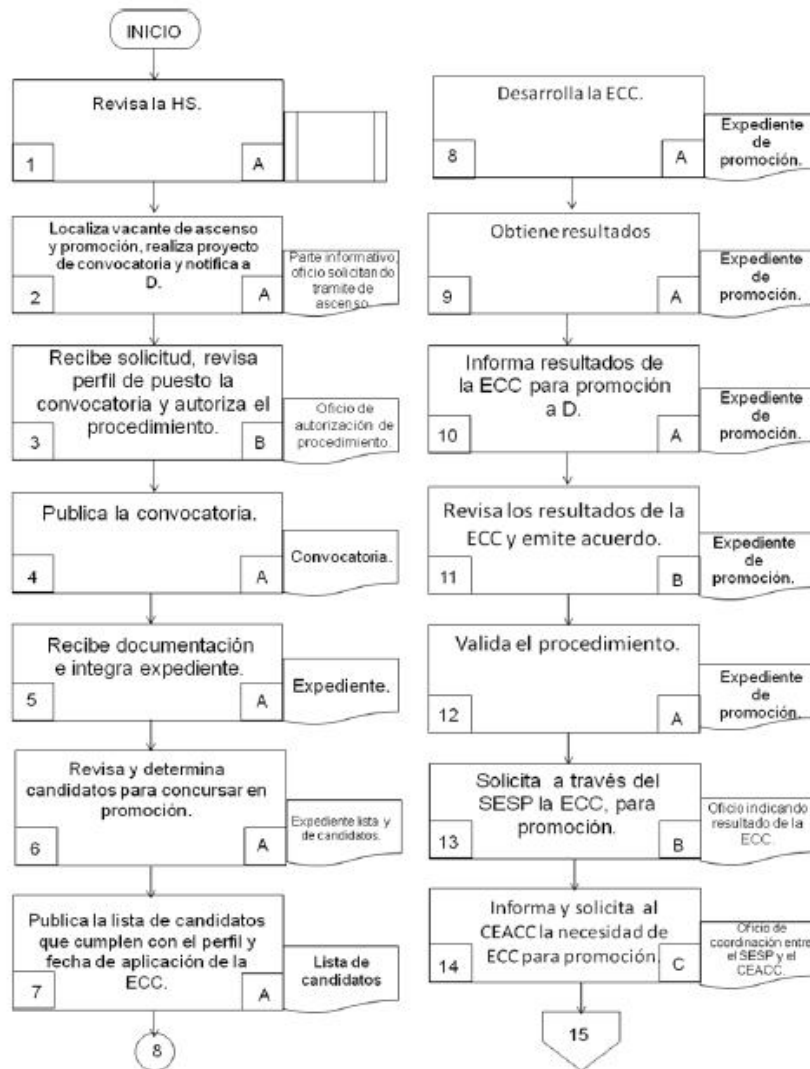 INICIO
Revisa la HS.
1
A
Localiza vacante de ascenso
y promoción, realiza proyecto
de convocatoria y notifica a
D.
2
A
Parte informativo,
oficio solicitando
tramite de
ascenso.
Recibe solicitud, revisa
perfil de puesto la
convocatoria y autoriza el
procedimiento.
3
B
Oficio de
autorización de
procedimiento.
Publica la convocatoria.
4
A
Convocatoria.
Recibe documentación
e integra expediente.
5
A
Expediente.
Revisa y determina
candidatos para concursar en
promoción.
6
A
Expediente lista y
de candidatos.
Publica la lista de candidatos
que cumplen con el perfil y
fecha de aplicación de la
ECC.
7
A
Lista de
candidatos
8
Desarrolla la ECC.
8
A
Expediente
de
promoción.
Obtiene resultados
9
A
Expediente
de
promoción.
Informa resultados de
la ECC para promoción
a D.
10
A
Expediente
de
promoción.
Revisa los resultados de la
ECC y emite acuerdo.
11
B
Expediente
de
promoción.
Valida el procedimiento.
12
A
Expediente
de
promoción.
Solicita a través del
SESP la ECC, para
promoción.
13
B
Oficio indicando
resultado de la
ECC.
Informa y solicita al
CEACC la necesidad de
ECC para promoción.
14
C
Oficio de
coordinación entre
el SESP y el
CEACC.
15